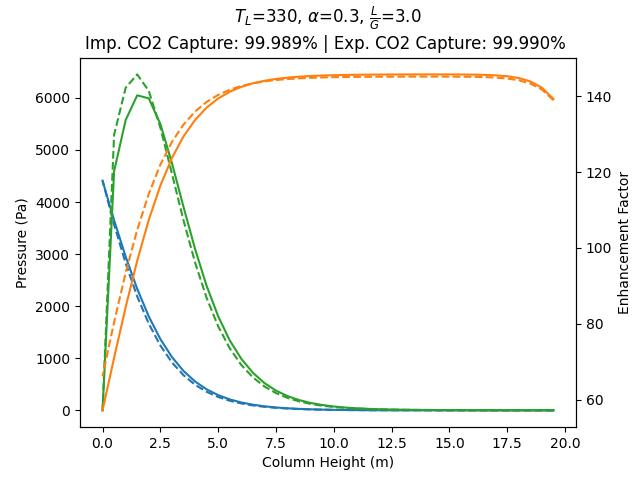 T_L=330, α=0.3, L/G=3.0
Imp. CO2 Capture: 99.989% | Exp. CO2 Capture: 99.990%
6000
5000
4000
3000
2000
1000
0
Pressure (Pa)
140
120
100
80
60
Enhancement Factor
0.0 2.5 5.0 7.5 10.0 12.5 15.0 17.5 20.0
Column Height (m)